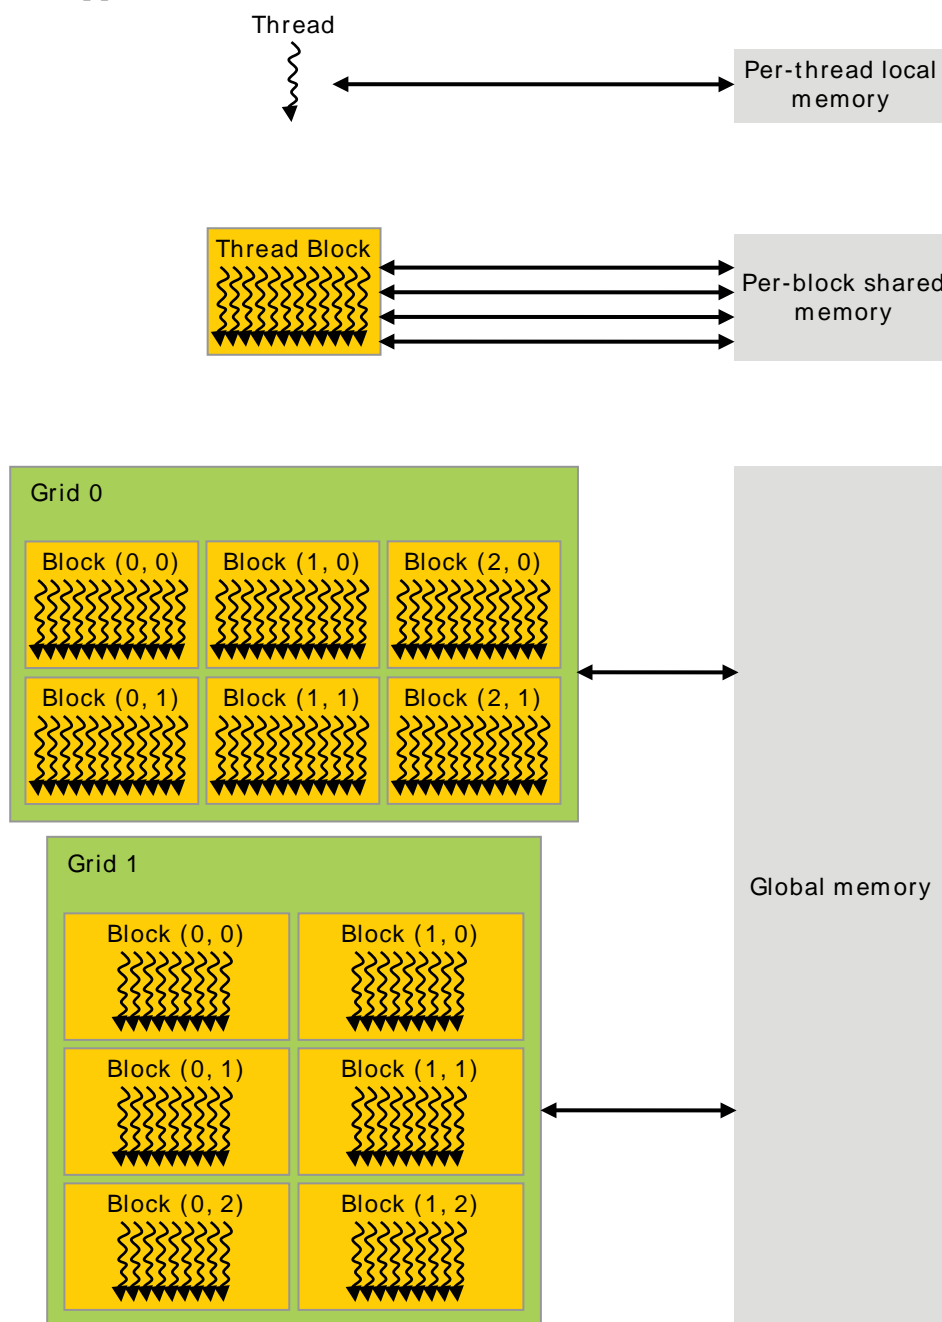 Thread
Per-thread local
memory
Thread Block
Per-block shared
memory
Grid 0
Block (0, 0)
Block (1, 0)
Block (2, 0)
Block (0, 1)
Block (1, 1)
Block (2, 1)
Grid 1
Global memory
Block (0, 0)
Block (1, 0)
Block (0, 1)
Block (1, 1)
Block (0, 2)
Block (1, 2)